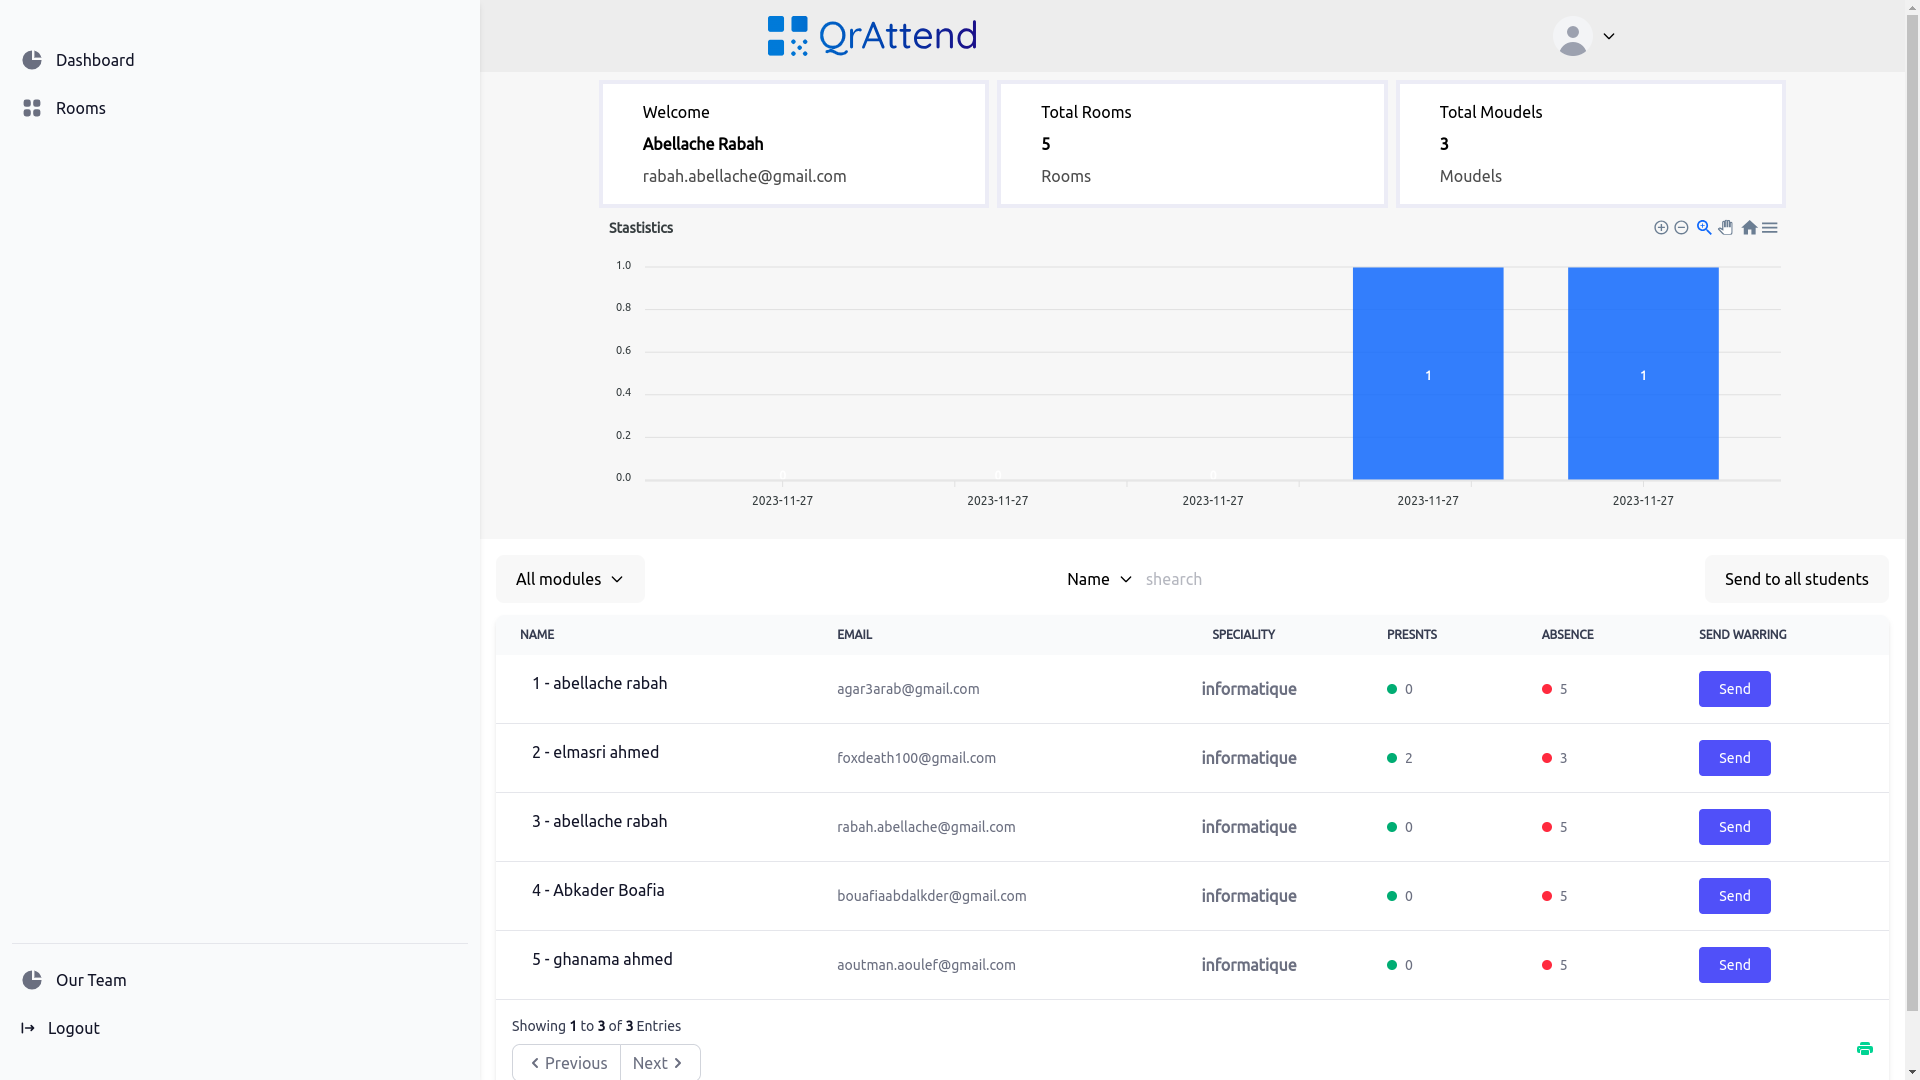 Dashboard
Rooms
QrAttend
Welcome
Abellache Rabah
rabah.abellache@gmail.com
Total Rooms
5
Rooms
Total Moudels
3
Moudels
Stastistics
1.0
0.8
0.6
0.4
0.2
0.0
0 0 0 1 1
2023-11-27 2023-11-27 2023-11-27 2023-11-27 2023-11-27
All modules Name shearch Send to all students
NAME EMAIL SPECIALITY PRESNTS ABSENCE SEND WARRING
1 - abellache rabah agar3arab@gmail.com informatique 0 5 Send
2 - elmasri ahmed foxdeath100@gmail.com informatique 2 3 Send
3 - abellache rabah rabah.abellache@gmail.com informatique 0 5 Send
4 - Abkader Boafia bouafiaabdalkder@gmail.com informatique 0 5 Send
5 - ghanama ahmed aoutman.aoulef@gmail.com informatique 0 5 Send
Showing 1 to 3 of 3 Entries
Previous Next
Our Team
Logout